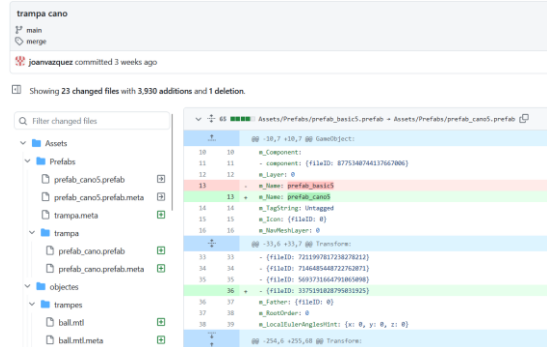 trampa cano
main
merge
joanvazquez committed 3 weeks ago
Showing 23 changed files with 3,930 additions and 1 deletion.
Filter changed files
Assets
Prefabs
prefab_cano5.prefab
prefab_cano5.prefab.meta
trampa.meta
trampa
prefab_cano.prefab
prefab_cano.prefab.meta
objectes
trampes
ball.mtl
ball.mtl.meta
65 Assets/Prefabs/prefab_basic5.prefab → Assets/Prefabs/prefab_cano5.prefab
@@ -10,7 +10,7 @@ GameObject:
10 10 m_Component:
11 11 - component: {fileID: 8775340744137667006}
12 12 m_Layer: 0
13 - m_Name: prefab_basic5
13 + m_Name: prefab_cano5
14 14 m_TagString: Untagged
15 15 m_Icon: {fileID: 0}
16 16 m_NavMeshLayer: 0
@@ -33,6 +33,7 @@ Transform:
33 33 - {fileID: 7211997817230278212}
34 34 - {fileID: 7146485448722762071}
35 35 - {fileID: 5693731664791065098}
36 + - {fileID: 3375191028795031925}
36 37 m_Father: {fileID: 0}
37 38 m_RootOrder: 0
38 39 m_LocalEulerAnglesHint: {x: 0, y: 0, z: 0}
@@ -254,6 +255,68 @@ Transform: